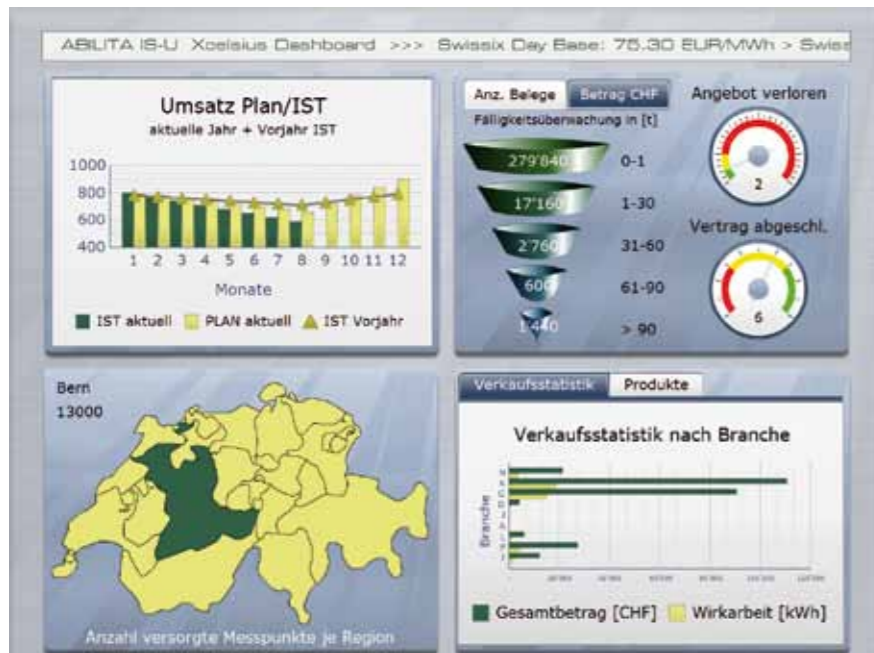 ABILITA IS-U Xcelsius Dashboard >>> Swissix Day Base: 75.30 EUR/MWh > Swiss
Umsatz Plan/IST
aktuelle Jahr + Vorjahr IST
1000
800
600
400
1 2 3 4 5 6 7 8 9 10 11 12
Monate
IST aktuell PLAN aktuell IST Vorjahr
Anz. Belege Betrag CHF
Fälligkeitsüberwachung in [t]
279'840 0-1
17'160 1-30
2'760 31-60
600 61-90
1'440 > 90
Angebot verloren
2
Vertrag abgeschl.
6
Bern
13000
Anzahl versorgte Messpunkte je Region
Verkaufsstatistik Produkte
Verkaufsstatistik nach Branche
Branche
Gesamtbetrag [CHF] Wirkarbeit [kWh]